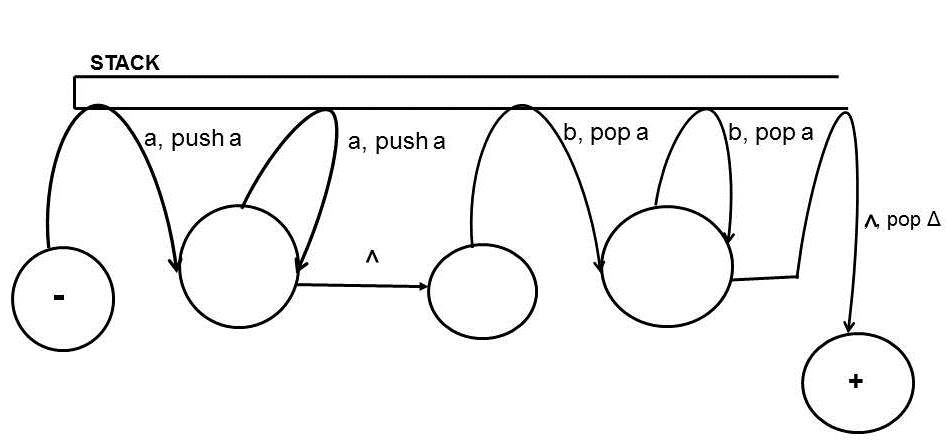 STACK
a, push a
a, push a
b, pop a
b, pop a
ʌ
ʌ, pop Δ
-
+